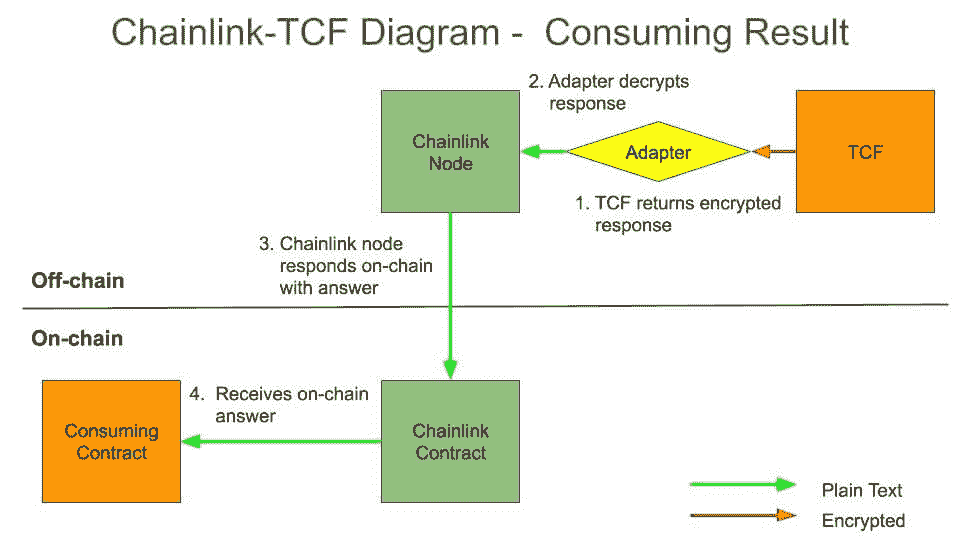 Chainlink-TCF Diagram - Consuming Result
2. Adapter decrypts
response
Chainlink
Node
Adapter
TCF
1. TCF returns encrypted
response
3. Chainlink node
responds on-chain
with answer
Off-chain
On-chain
4. Receives on-chain
answer
Consuming
Contract
Chainlink
Contract
Plain Text
Encrypted